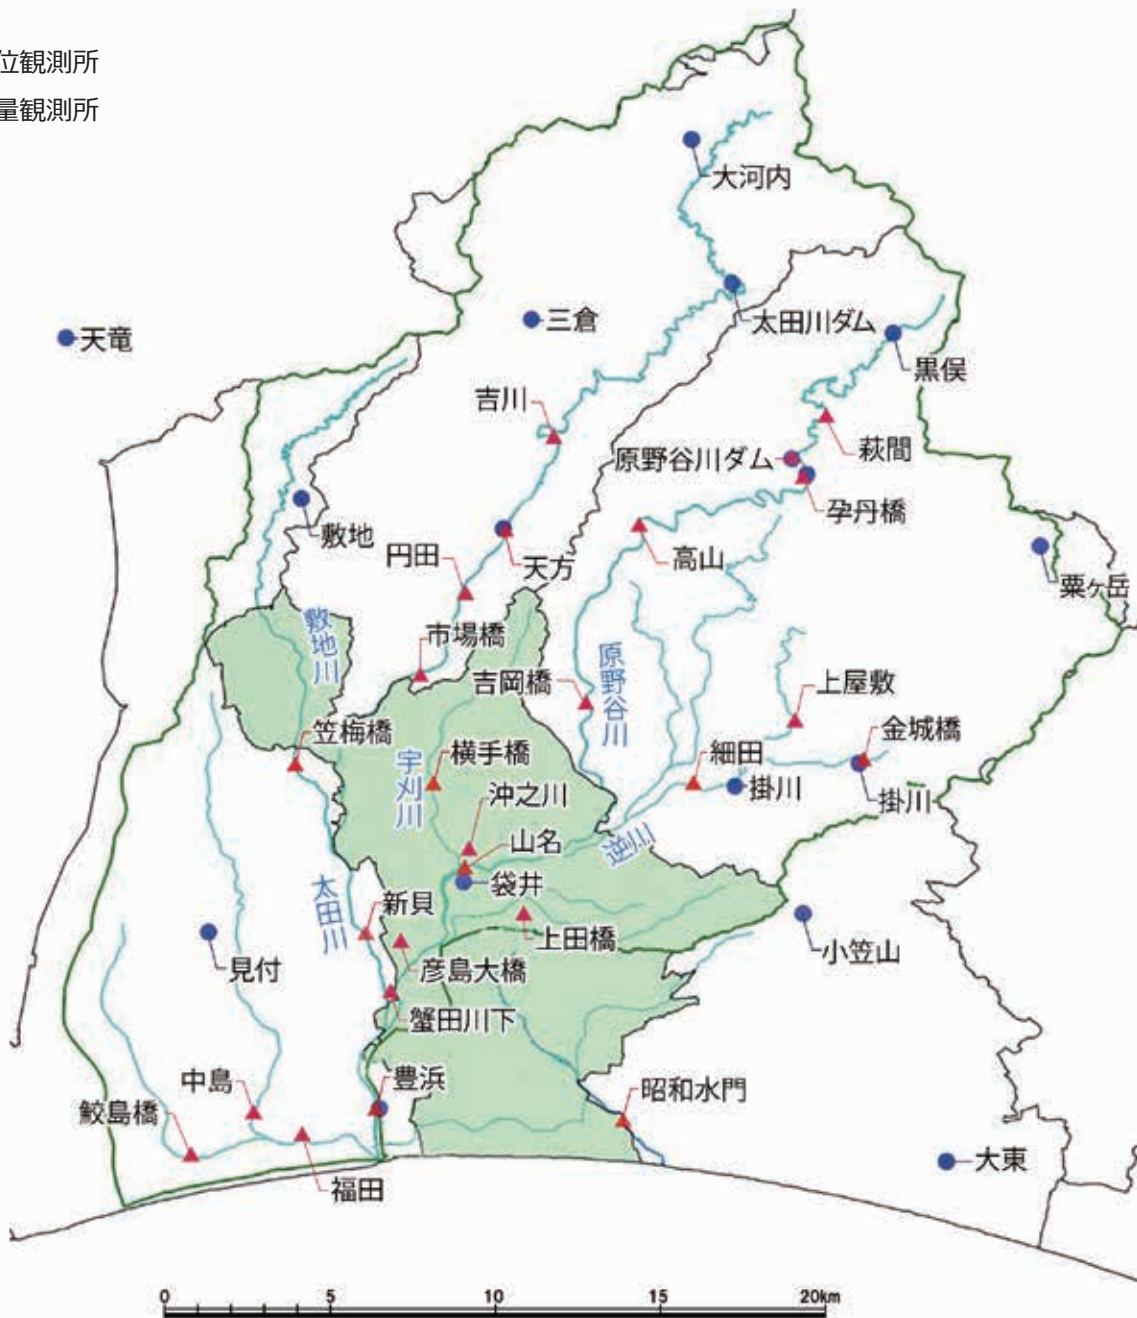 位観測所
量観測所
大河内
太田川ダム
三倉
天竜
黒俣
吉川
萩間
原野谷川ダム
孕丹橋
敷地
円田
天方
高山
粟ヶ岳
敷地川
市場橋
原野谷川
吉岡橋
上屋敷
金城橋
笠梅橋
宇刈川
横手橋
細田
掛川
掛川
沖之川
山名
逆川
袋井
太田川
新貝
上田橋
小笠山
見付
彦島大橋
蟹田川下
中島
豊浜
昭和水門
鮫島橋
福田
大東
0 5 10 15 20km